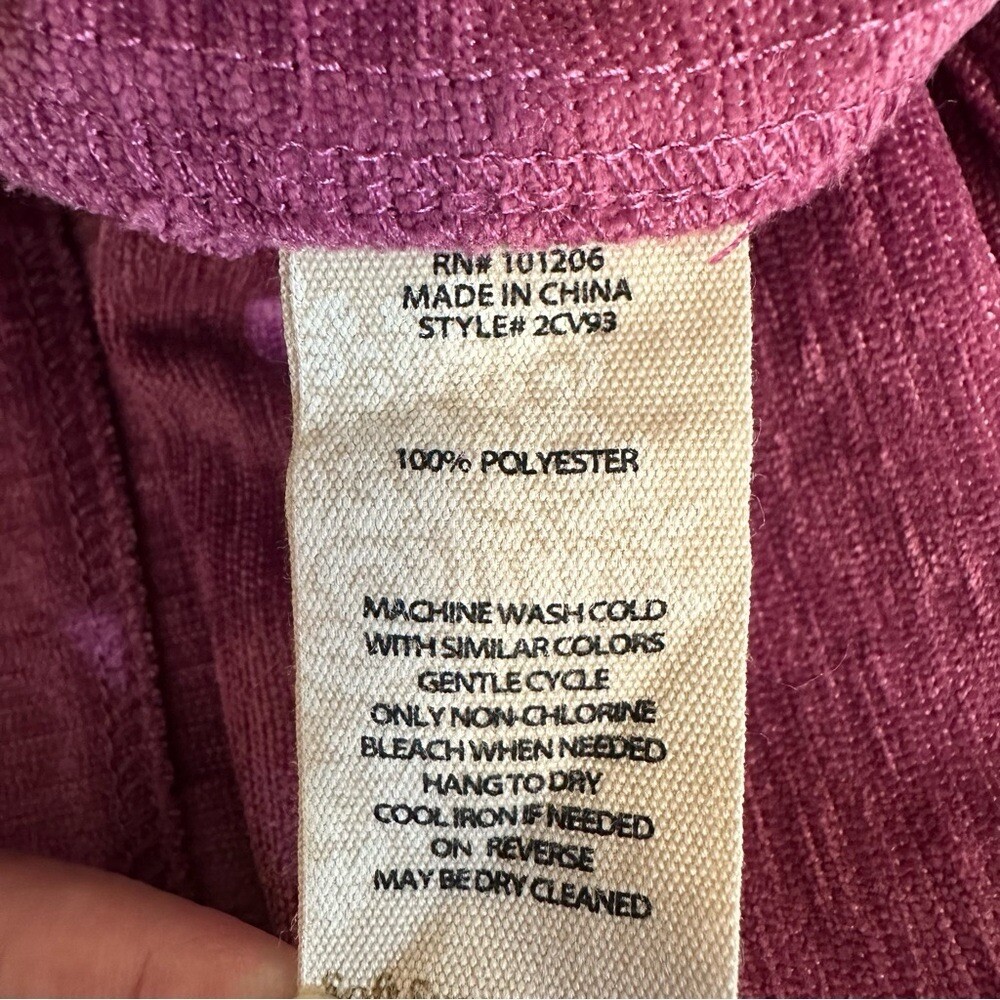 RN# 101206
MADE IN CHINA
STYLE# 2CV93
100% POLYESTER
MACHINE WASH COLD
WITH SIMILAR COLORS
GENTLE CYCLE
ONLY NON-CHLORINE
BLEACH WHEN NEEDED
HANG TO DRY
COOL IRON IF NEEDED
ON REVERSE
MAY BE DRY CLEANED